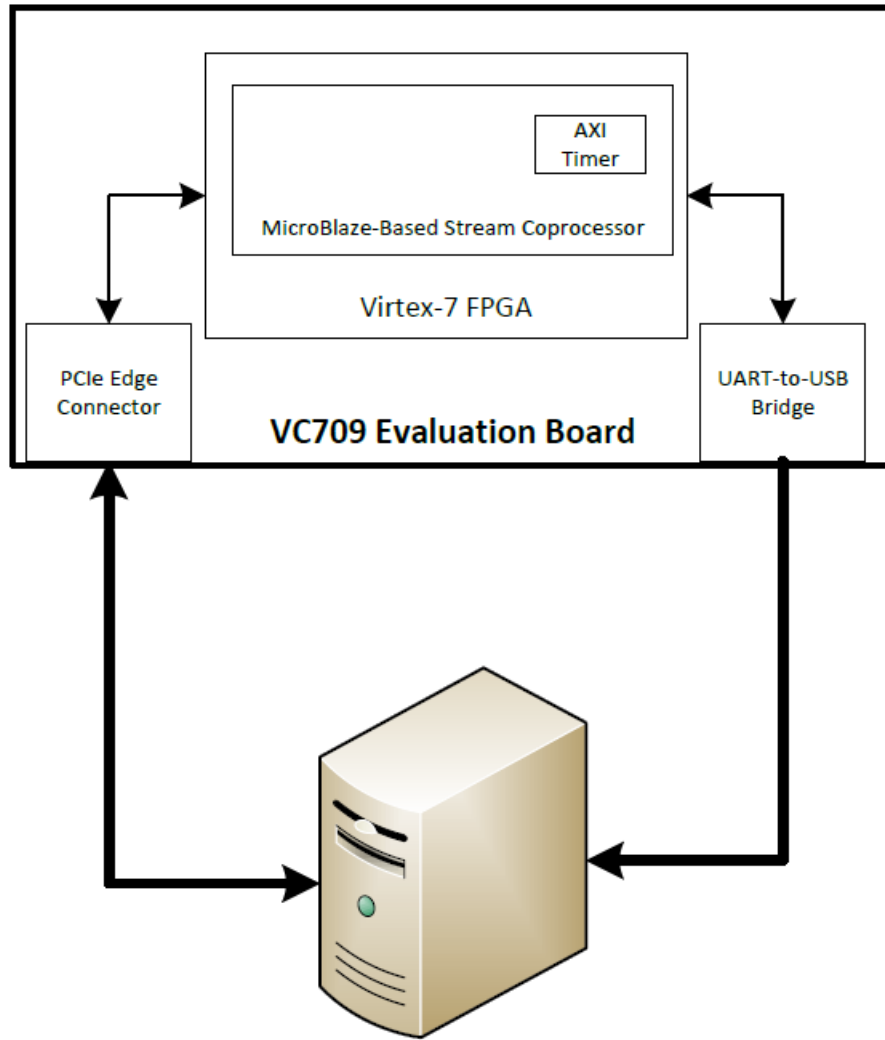 AXI
Timer
MicroBlaze-Based Stream Coprocessor
Virtex-7 FPGA
PCIe Edge
Connector
UART-to-USB
Bridge
VC709 Evaluation Board